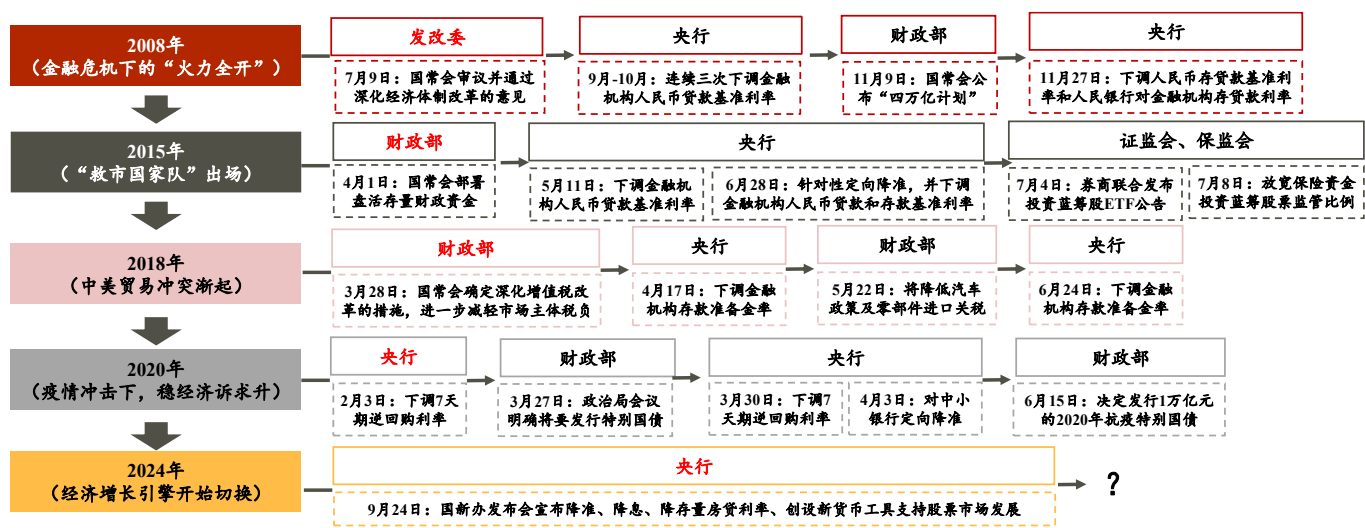 2008年
（金融危机下的“火力全开”）
发改委
7月9日：国常会审议并通过
深化经济体制改革的意见
央行
9月-10月：连续三次下调金融
机构人民币贷款基准利率
财政部
11月9日：国常会公
布“四万亿计划”
央行
11月27日：下调人民币存贷款基准利
率和人民银行对金融机构存贷款利率
2015年
（“救市国家队”出场）
财政部
4月1日：国常会部署
盘活存量财政资金
央行
5月11日：下调金融机
构人民币贷款基准利率
6月28日：针对性定向降准，并下调
金融机构人民币贷款和存款基准利率
证监会、保监会
7月4日：券商联合发布
投资蓝筹股ETF公告
7月8日：放宽保险资金
投资蓝筹股票监管比例
2018年
（中美贸易冲突渐起）
财政部
3月28日：国常会确定深化增值税改
革的措施，进一步减轻市场主体税负
央行
4月17日：下调金融
机构存款准备金率
财政部
5月22日：将降低汽车
政策及零部件进口关税
央行
6月24日：下调金融
机构存款准备金率
2020年
（疫情冲击下，稳经济诉求升）
央行
2月3日：下调7天
期逆回购利率
财政部
3月27日：政治局会议
明确将要发行特别国债
央行
3月30日：下调7
天期逆回购利率
4月3日：对中小
银行定向降准
财政部
6月15日：决定发行1万亿元
的2020年抗疫特别国债
2024年
（经济增长引擎开始切换）
央行
9月24日：国新办发布会宣布降准、降息、降存量房贷利率、创设新货币工具支持股票市场发展
？